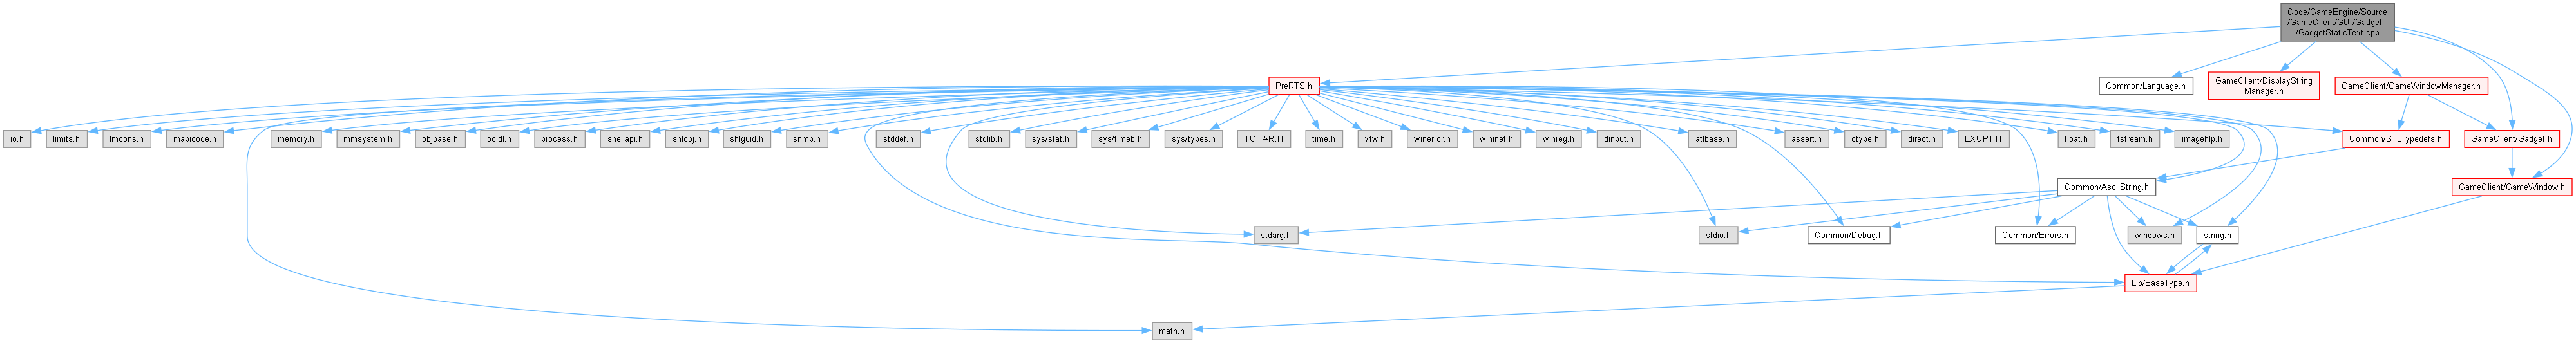 Code/GameEngine/Source
/GameClient/GUI/Gadget
/GadgetStaticText.cpp
PreRTS.h
Common/Language.h
GameClient/DisplayString
Manager.h
GameClient/GameWindowManager.h
io.h
limits.h
lmcons.h
mapicode.h
memory.h
mmsystem.h
objbase.h
ocidl.h
process.h
shellapi.h
shlobj.h
shlguid.h
snmp.h
stddef.h
stdlib.h
sys/stat.h
sys/timeb.h
sys/types.h
TCHAR.H
time.h
vfw.h
winerror.h
wininet.h
winreg.h
dinput.h
atlbase.h
assert.h
ctype.h
direct.h
EXCPT.H
float.h
fstream.h
imagehlp.h
Common/STLTypedefs.h
GameClient/Gadget.h
Common/AsciiString.h
GameClient/GameWindow.h
stdarg.h
stdio.h
Common/Debug.h
Common/Errors.h
windows.h
string.h
Lib/BaseType.h
math.h